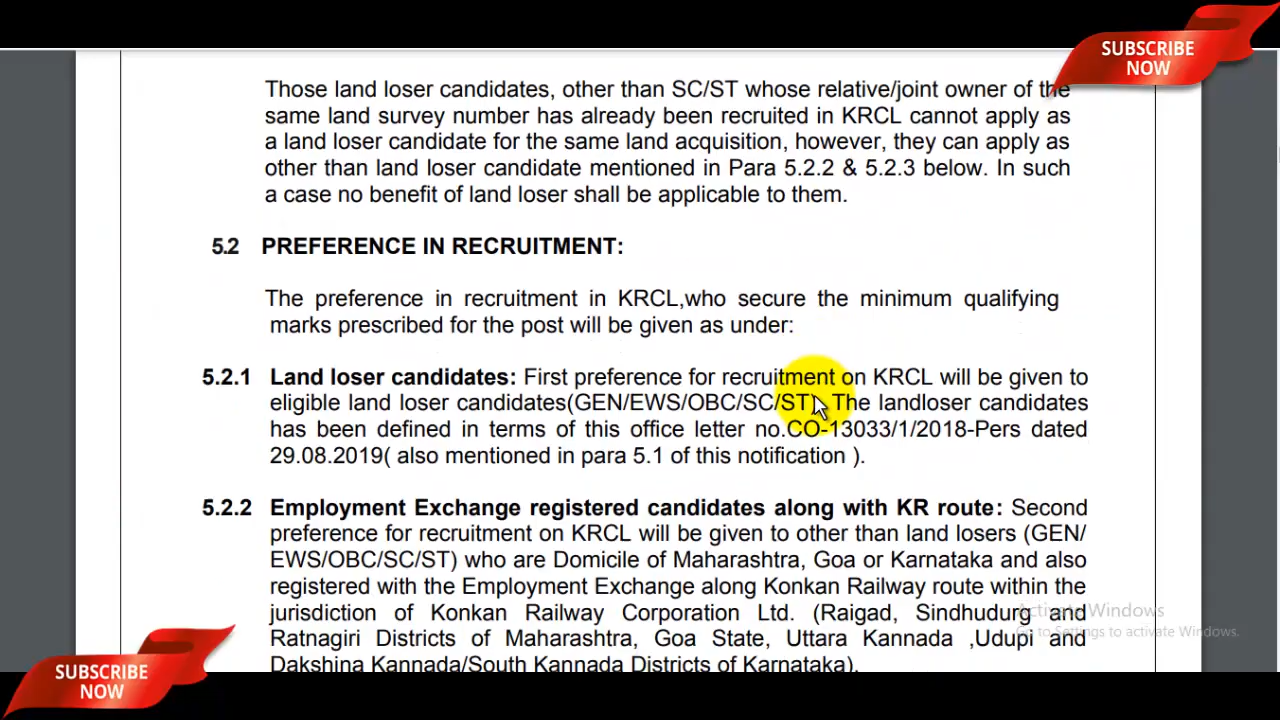 SUBSCRIBE
NOW
Those land loser candidates, other than SC/ST whose relative/joint owner of the
same land survey number has already been recruited in KRCL cannot apply as
a land loser candidate for the same land acquisition, however, they can apply as
other than land loser candidate mentioned in Para 5.2.2 & 5.2.3 below. In such
a case no benefit of land loser shall be applicable to them.
5.2 PREFERENCE IN RECRUITMENT:
The preference in recruitment in KRCL,who secure the minimum qualifying
marks prescribed for the post will be given as under:
5.2.1 Land loser candidates: First preference for recruitment on KRCL will be given to
eligible land loser candidates(GEN/EWS/OBC/SC/ST). The landloser candidates
has been defined in terms of this office letter no.CO-13033/1/2018-Pers dated
29.08.2019( also mentioned in para 5.1 of this notification ).
5.2.2 Employment Exchange registered candidates along with KR route: Second
preference for recruitment on KRCL will be given to other than land losers (GEN/
EWS/OBC/SC/ST) who are Domicile of Maharashtra, Goa or Karnataka and also
registered with the Employment Exchange along Konkan Railway route within the
jurisdiction of Konkan Railway Corporation Ltd. (Raigad, Sindhudurg and
Ratnagiri Districts of Maharashtra, Goa State, Uttara Kannada ,Udupi and
Dakshina Kannada/South Kannada Districts of Karnataka).
Activate Windows
Go to Settings to activate Windows.
SUBSCRIBE
NOW